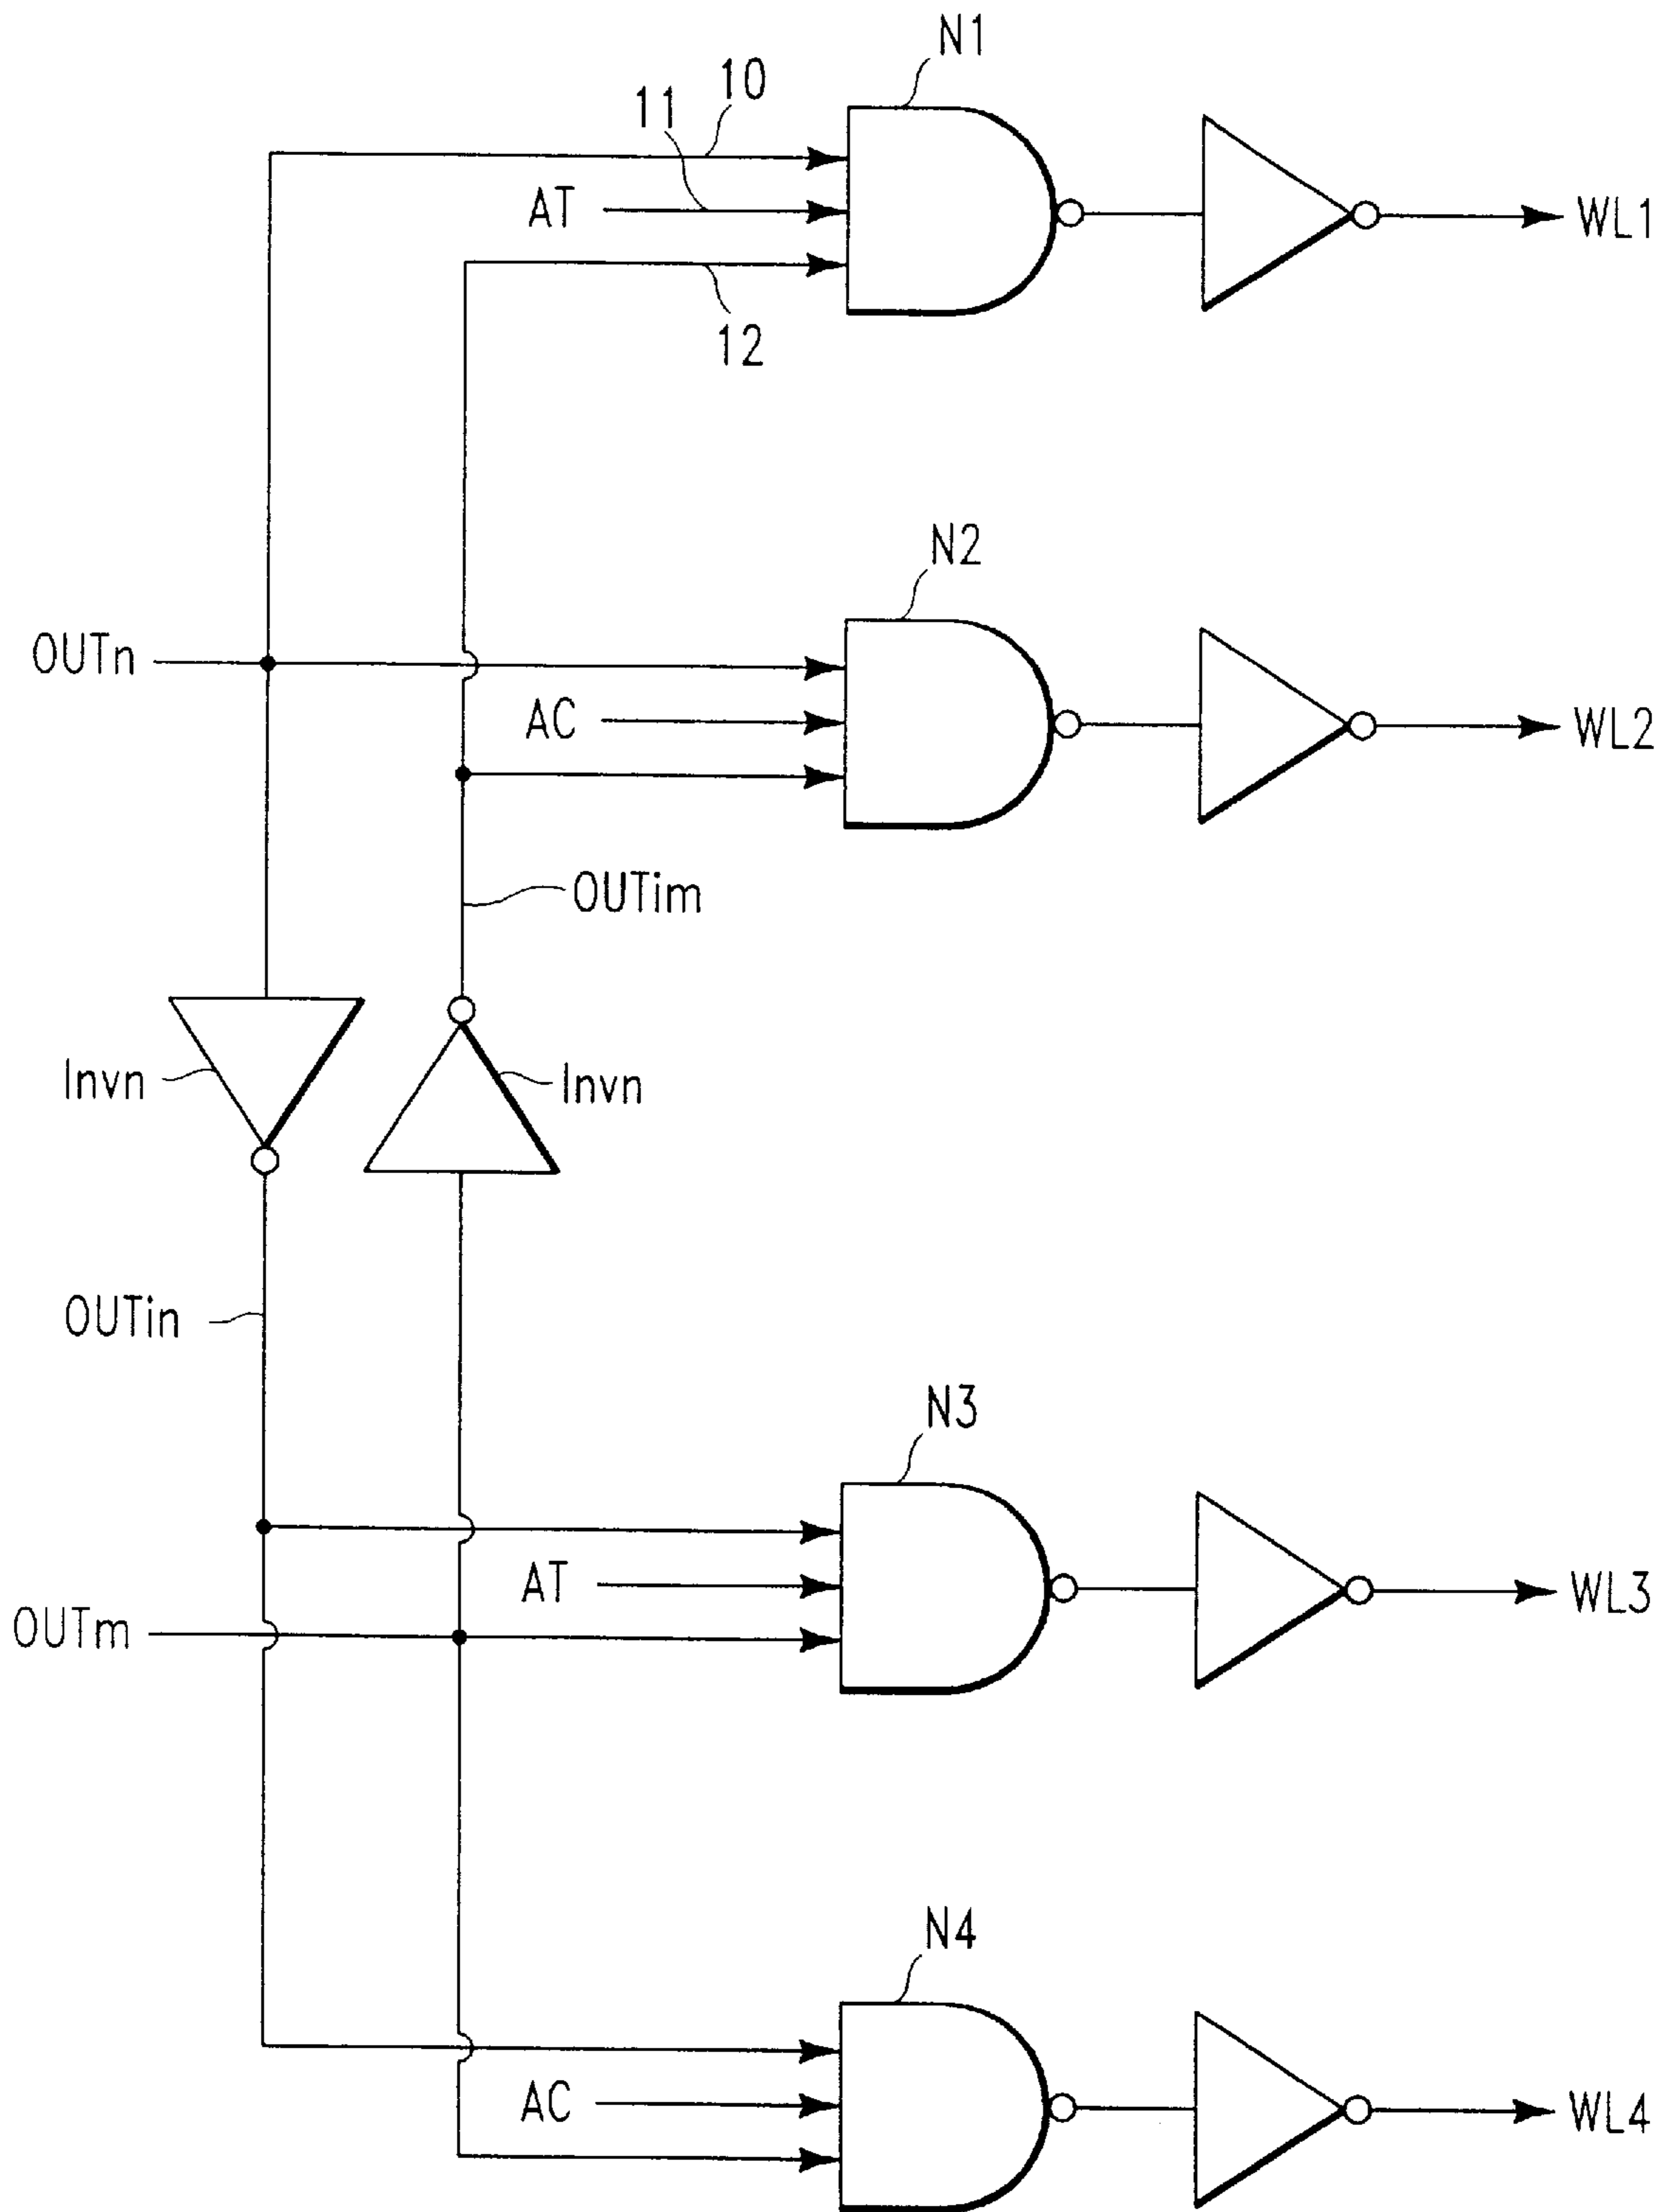 N1
10
11
AT
12
WL1
N2
OUTn
AC
WL2
OUTim
Invn
Invn
OUTin
N3
AT
OUTm
WL3
N4
AC
WL4